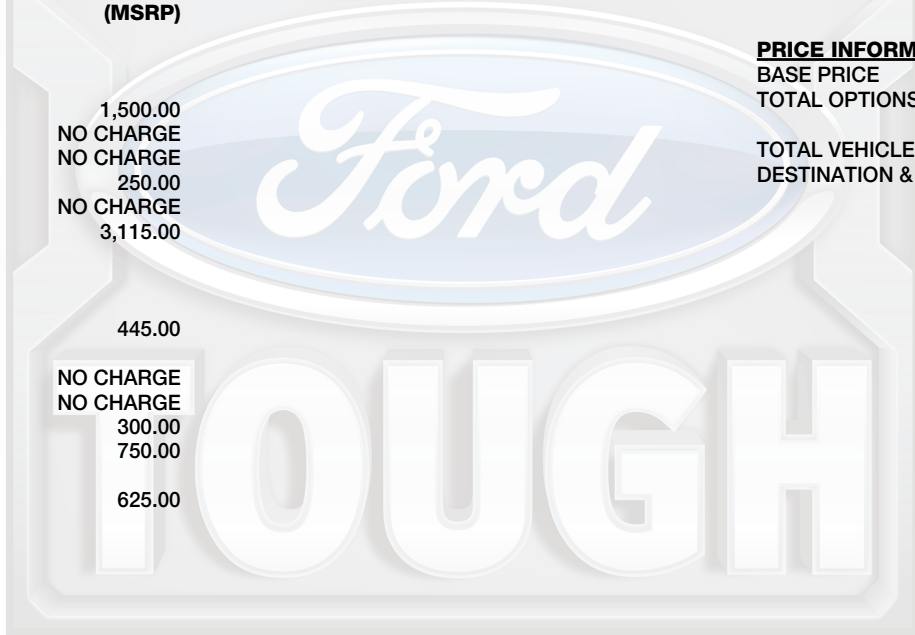 (MSRP)
1,500.00
NO CHARGE
NO CHARGE
250.00
NO CHARGE
3,115.00
445.00
NO CHARGE
NO CHARGE
300.00
750.00
625.00
PRICE INFORM
BASE PRICE
TOTAL OPTIONS
TOTAL VEHICLE
DESTINATION &
Ford
TOUGH